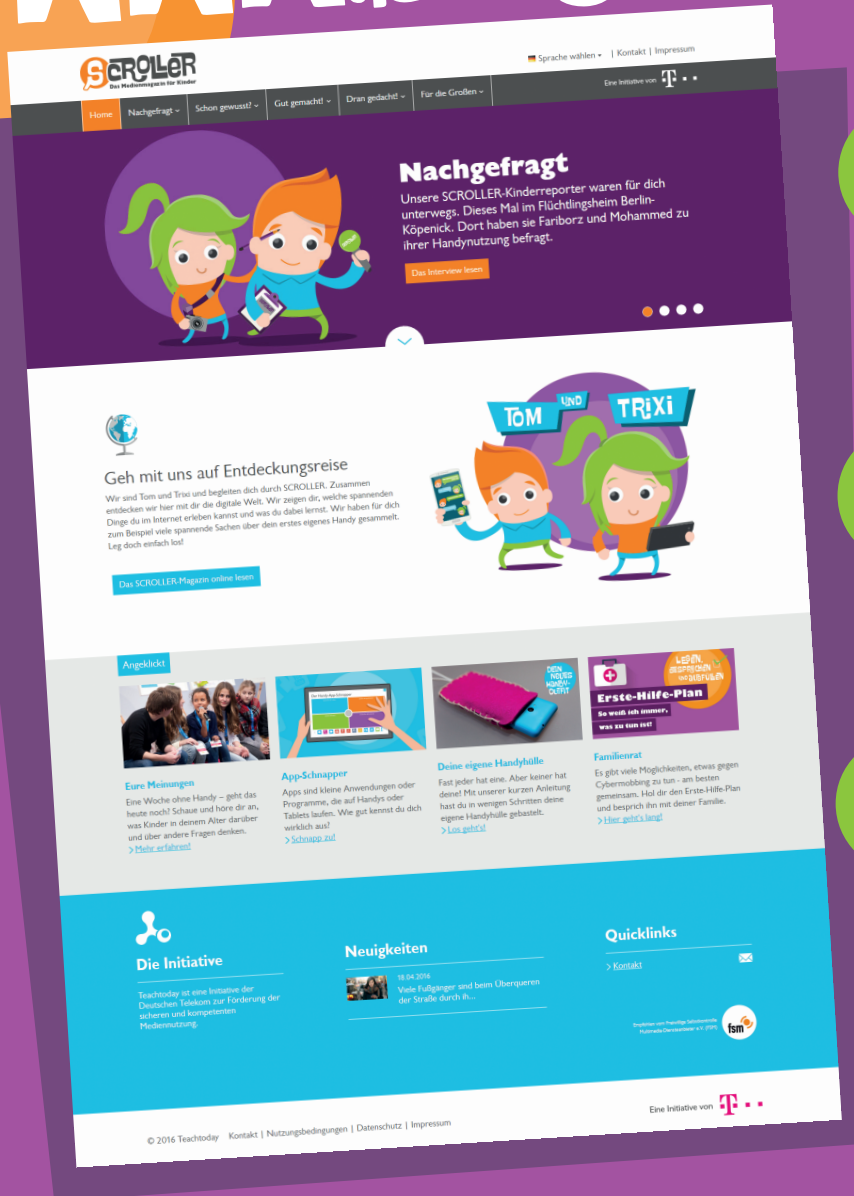 SCROLLER
Das Medienmagazin für Kinder
Sprache wählen | Kontakt | Impressum
Home Nachgefragt Schon gewusst? Gut gemacht! Dran gedacht! Für die Großen Eine Initiative von T
Nachgefragt
Unsere SCROLLER-Kinderreporter waren für dich
unterwegs. Dieses Mal im Flüchtlingsheim Berlin-
Köpenick. Dort haben sie Fariborz und Mohammed zu
ihrer Handynutzung befragt.
Das Interview lesen
TOM UND TRIXI
Geh mit uns auf Entdeckungsreise
Wir sind Tom und Trixi und begleiten dich durch SCROLLER. Zusammen
entdecken wir hier mit dir die digitale Welt. Wir zeigen dir, welche spannenden
Dinge du im Internet erleben kannst und was du dabei lernst. Wir haben für dich
zum Beispiel viele spannende Sachen über dein erstes eigenes Handy gesammelt.
Leg doch einfach los!
Das SCROLLER-Magazin online lesen
Angeklickt
Eure Meinungen
Eine Woche ohne Handy – geht das
heute noch? Schaue und höre dir an,
was Kinder in deinem Alter darüber
und über andere Fragen denken.
> Mehr erfahren!
App-Schnapper
Apps sind kleine Anwendungen oder
Programme, die auf Handys oder
Tablets laufen. Wie gut kennst du dich
wirklich aus?
> Schnapp zu!
DEIN
NEUES
HANDY-
OUTFIT
Deine eigene Handyhülle
Fast jeder hat eine. Aber keiner hat
deine! Mit unserer kurzen Anleitung
hast du in wenigen Schritten deine
eigene Handyhülle gebastelt.
> Los geht's!
LESEN,
BESPRECHEN
UND AUSFÜLLEN
Erste-Hilfe-Plan
So weiß ich immer,
was zu tun ist!
Familienrat
Es gibt viele Möglichkeiten, etwas gegen
Cybermobbing zu tun - am besten
gemeinsam. Hol dir den Erste-Hilfe-Plan
und besprich ihn mit deiner Familie.
> Hier geht's lang!
Die Initiative
Teachtoday ist eine Initiative der
Deutschen Telekom zur Förderung der
sicheren und kompetenten
Mediennutzung.
Neuigkeiten
18.04.2016
Viele Fußgänger sind beim Überqueren
der Straße durch ih...
Quicklinks
> Kontakt
fsm
© 2016 Teachtoday Kontakt | Nutzungsbedingungen | Datenschutz | Impressum
Eine Initiative von T